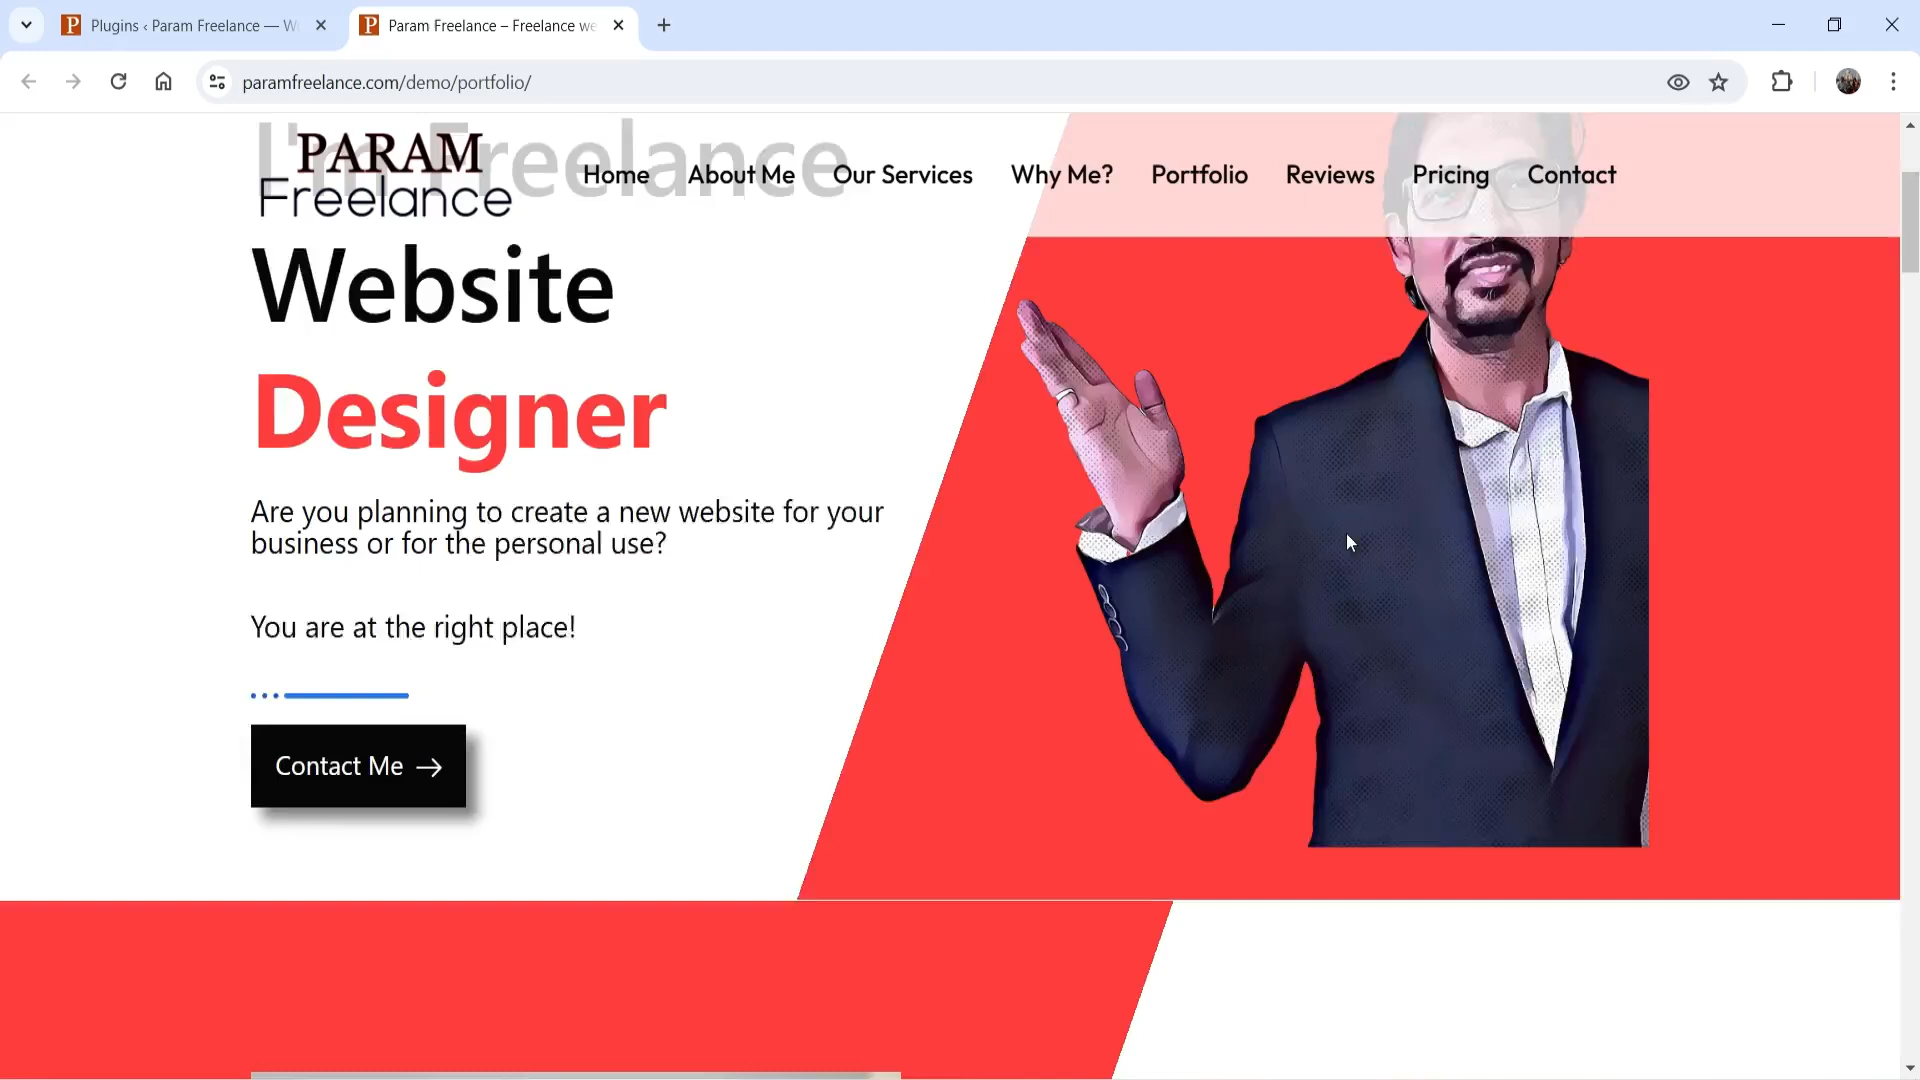 Plugins ‹ Param Freelance — W
Param Freelance – Freelance we
paramfreelance.com/demo/portfolio/
I'm Freelance
PARAM
Freelance
Home About Me Our Services Why Me? Portfolio Reviews Pricing Contact
Website
Designer
Are you planning to create a new website for your
business or for the personal use?
You are at the right place!
Contact Me →